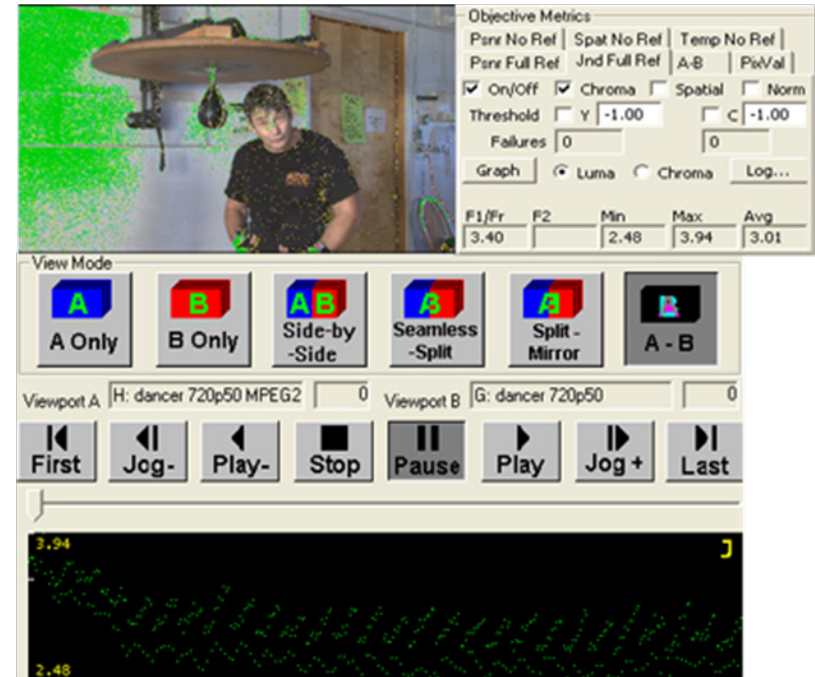 Objective Metrics
Psnr No Ref Spat No Ref Temp No Ref
Psnr Full Ref Jnd Full Ref A-B PixVal
On/Off Chroma Spatial Norm
Threshold Y -1.00 C -1.00
Failures 0 0
Graph Luma Chroma Log...
F1/Fr F2 Min Max Avg
3.40 2.48 3.94 3.01
View Mode
A B AB AB AB B A
A Only B Only Side-by-Side Seamless-Split Split-Mirror A - B
Viewport A H: dancer 720p50 MPEG2 0 Viewport B G: dancer 720p50 0
First Jog- Play- Stop Pause Play Jog + Last
3.94 J
2.48